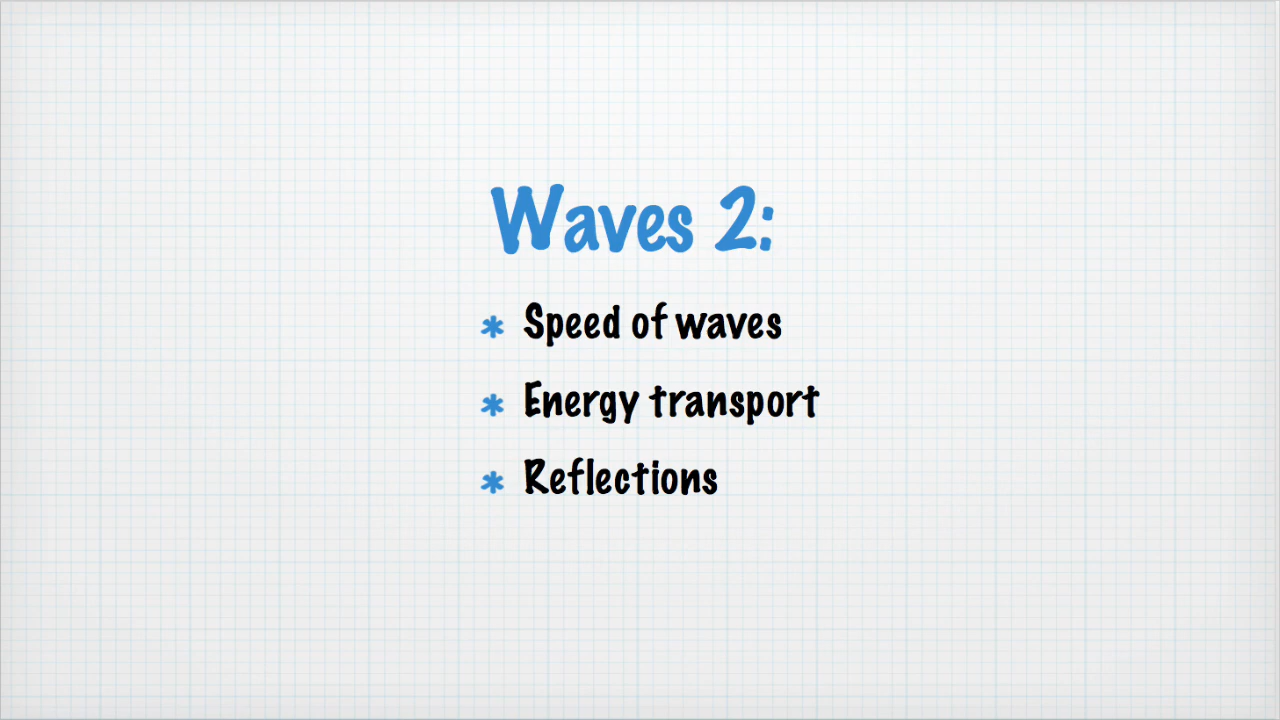 Waves 2:
* Speed of waves
* Energy transport
* Reflections